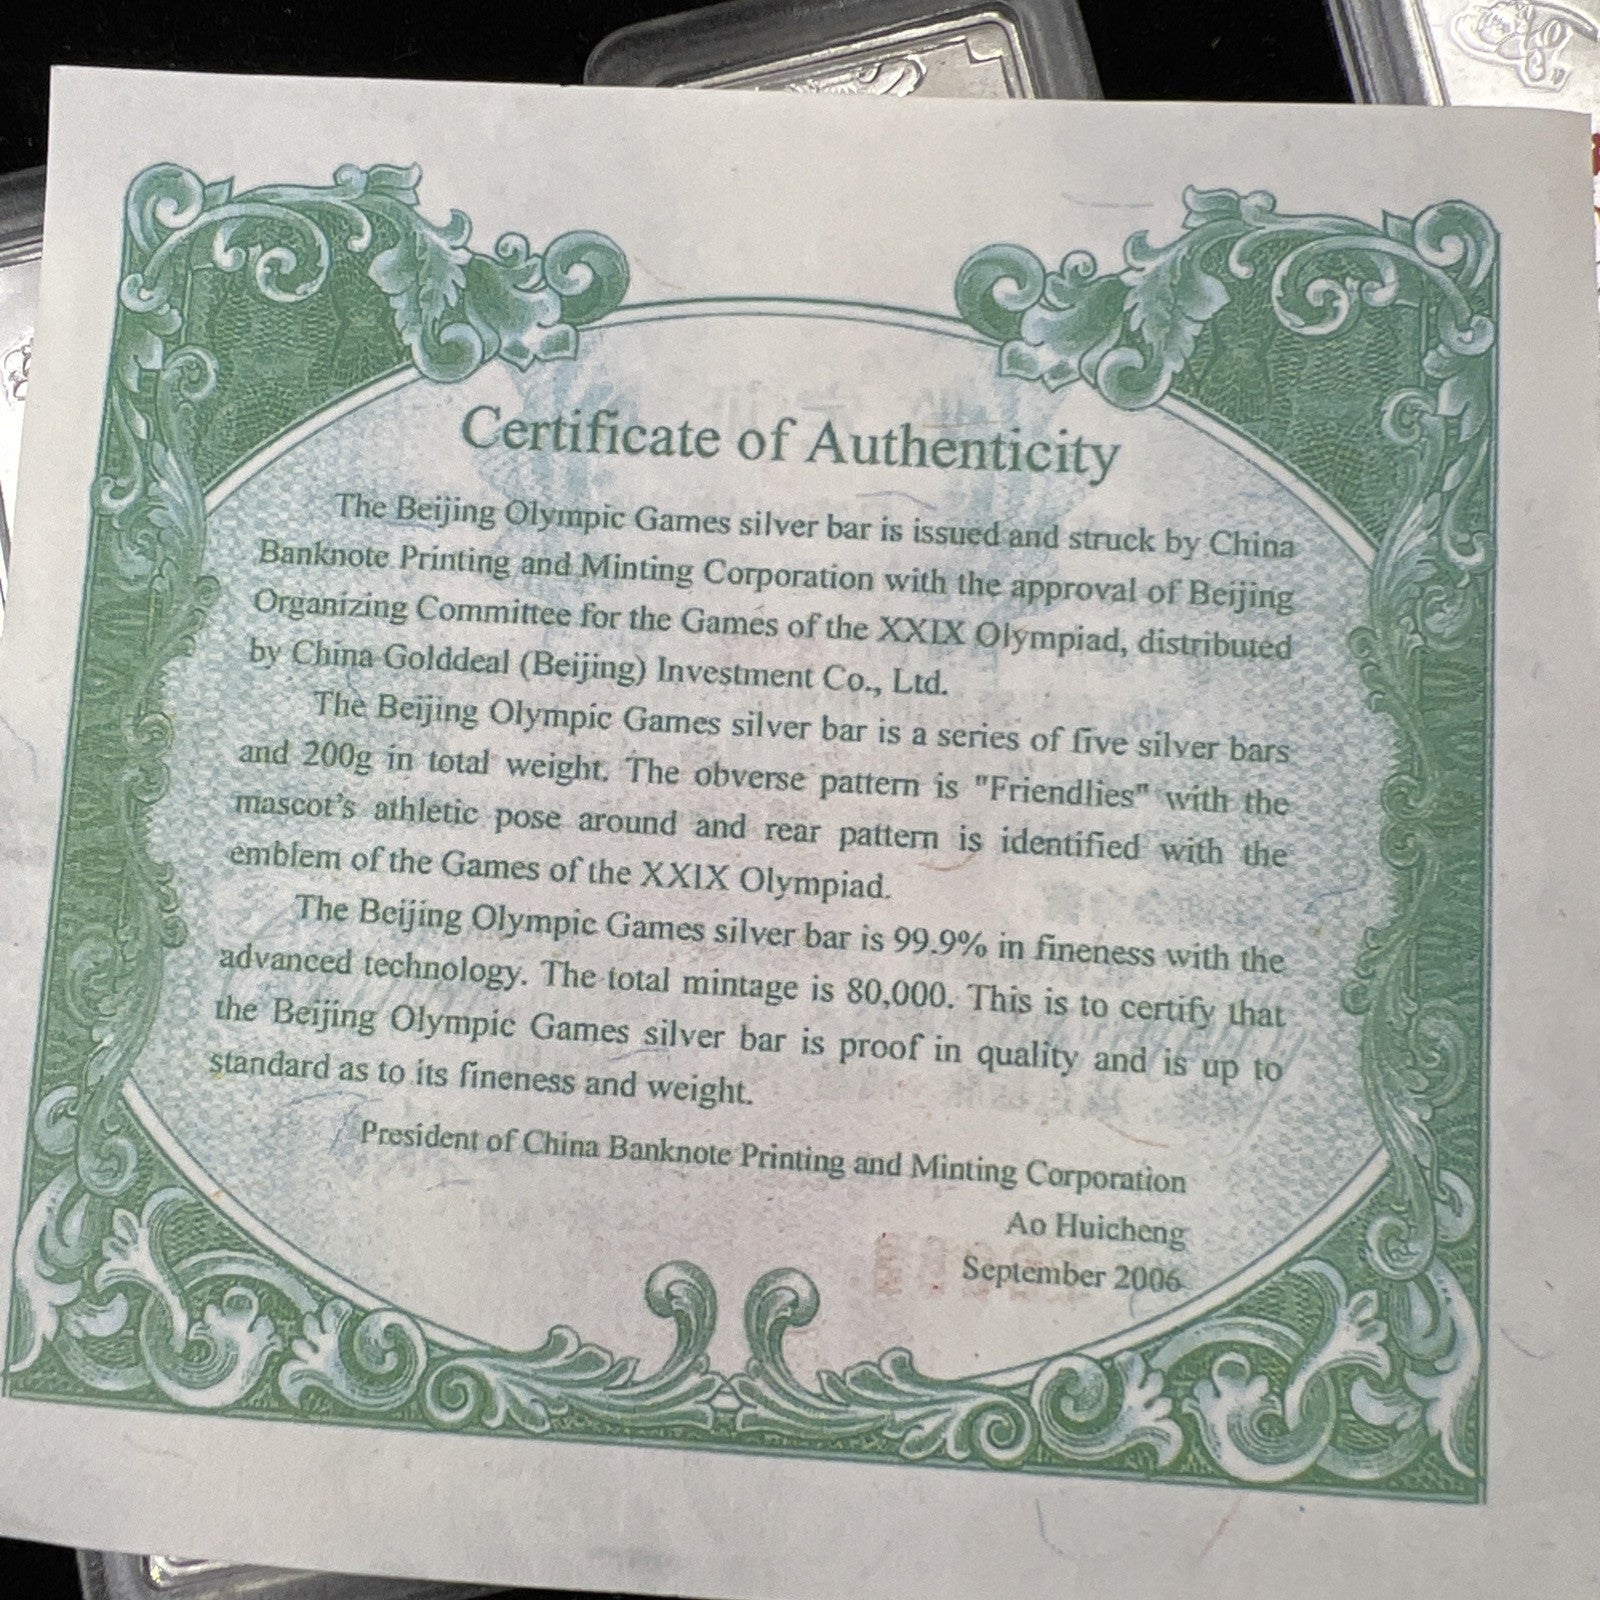 Certificate of Authenticity
The Beijing Olympic Games silver bar is issued and struck by China
Banknote Printing and Minting Corporation with the approval of Beijing
Organizing Committee for the Games of the XXIX Olympiad, distributed
by China Golddeal (Beijing) Investment Co., Ltd.
The Beijing Olympic Games silver bar is a series of five silver bars
and 200g in total weight. The obverse pattern is "Friendlies" with the
mascot's athletic pose around and rear pattern is identified with the
emblem of the Games of the XXIX Olympiad.
The Beijing Olympic Games silver bar is 99.9% in fineness with the
advanced technology. The total mintage is 80,000. This is to certify that
the Beijing Olympic Games silver bar is proof in quality and is up to
standard as to its fineness and weight.
President of China Banknote Printing and Minting Corporation
Ao Huicheng
September 2006